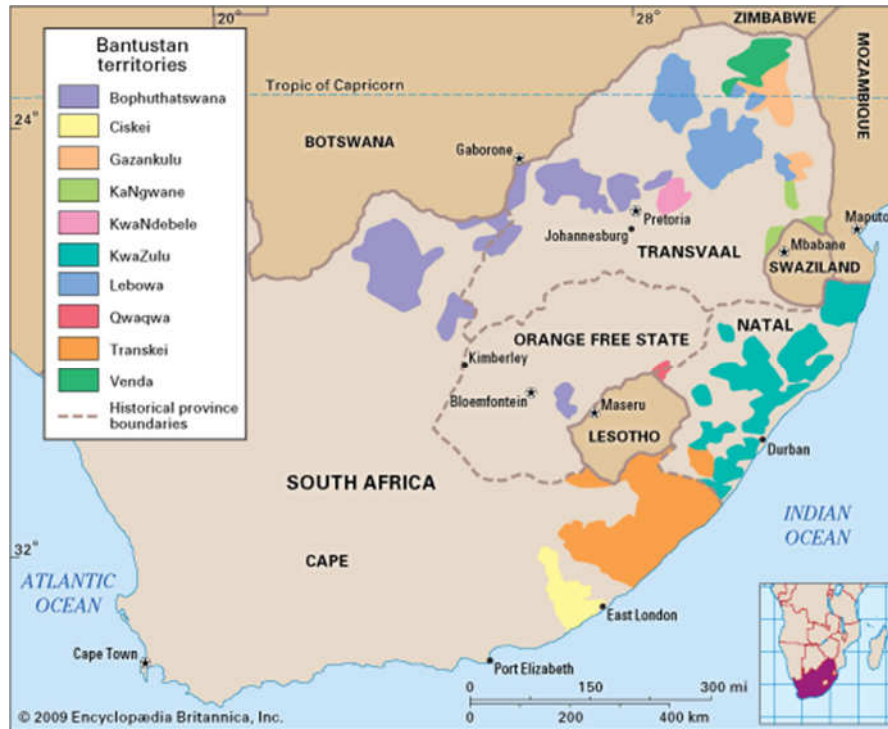 20°
28°
ZIMBABWE
MOZAMBIQUE
Bantustan
territories
Bophuthatswana
Ciskei
Gazankulu
KaNgwane
KwaNdebele
KwaZulu
Lebowa
Qwaqwa
Transkei
Venda
Historical province
boundaries
Tropic of Capricorn
24°
BOTSWANA
Gaborone
Pretoria
Johannesburg
TRANSVAAL
Maputo
Mbabane
SWAZILAND
ORANGE FREE STATE
NATAL
Kimberley
Bloemfontein
Maseru
LESOTHO
Durban
SOUTH AFRICA
INDIAN
OCEAN
32°
CAPE
ATLANTIC
OCEAN
East London
Cape Town
Port Elizabeth
0 150 300 mi
0 200 400 km
© 2009 Encyclopædia Britannica, Inc.